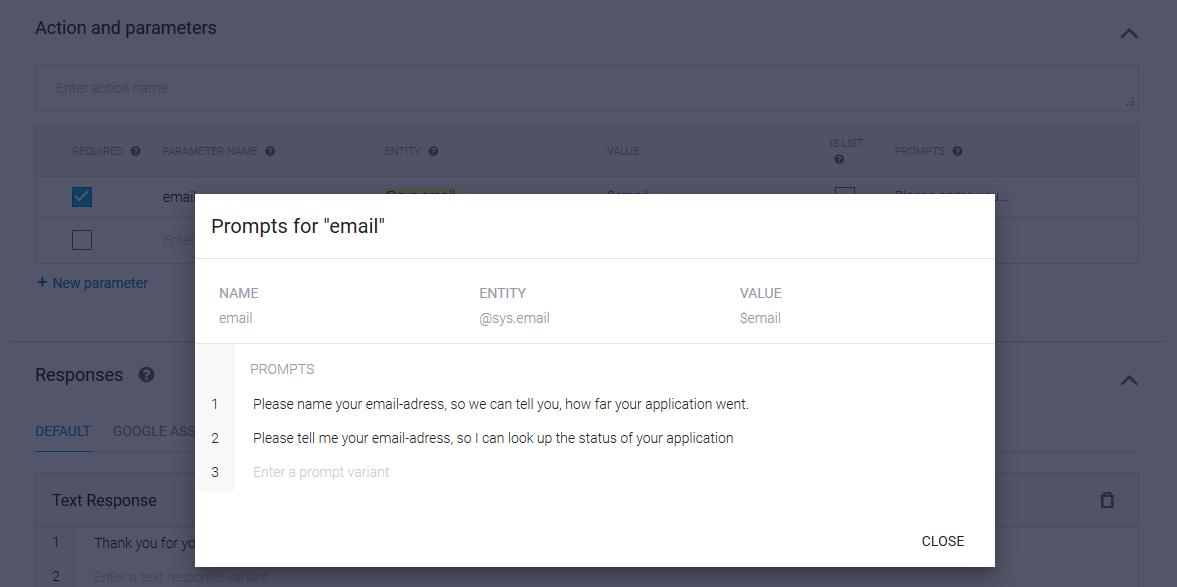 Action and parameters
Enter action name
REQUIRED PARAMETER NAME ENTITY VALUE IS LIST PROMPTS
email @sys.email $email Please name you...
Enter
+ New parameter
Prompts for "email"
NAME ENTITY VALUE
email @sys.email $email
PROMPTS
1 Please name your email-adress, so we can tell you, how far your application went.
2 Please tell me your email-adress, so I can look up the status of your application
3 Enter a prompt variant
CLOSE
Responses
DEFAULT GOOGLE ASS
Text Response
1 Thank you for yo
2 Enter a text response variant